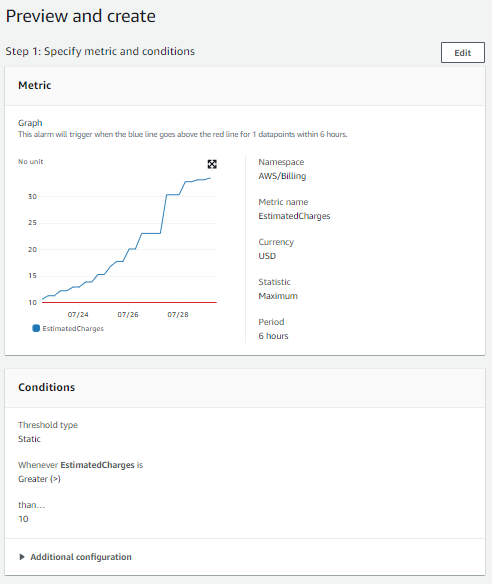 Preview and create
Step 1: Specify metric and conditions
Edit
Metric
Graph
This alarm will trigger when the blue line goes above the red line for 1 datapoints within 6 hours.
No unit
30
25
20
15
10
07/24 07/26 07/28
EstimatedCharges
Namespace
AWS/Billing
Metric name
EstimatedCharges
Currency
USD
Statistic
Maximum
Period
6 hours
Conditions
Threshold type
Static
Whenever EstimatedCharges is
Greater (>)
than...
10
Additional configuration